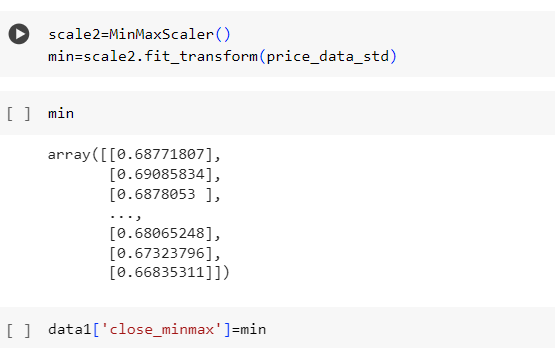 scale2=MinMaxScaler()
min=scale2.fit_transform(price_data_std)
[ ] min
array([[0.68771807],
[0.69085834],
[0.6878053 ],
...,
[0.68065248],
[0.67323796],
[0.66835311]])
[ ] data1['close_minmax']=min